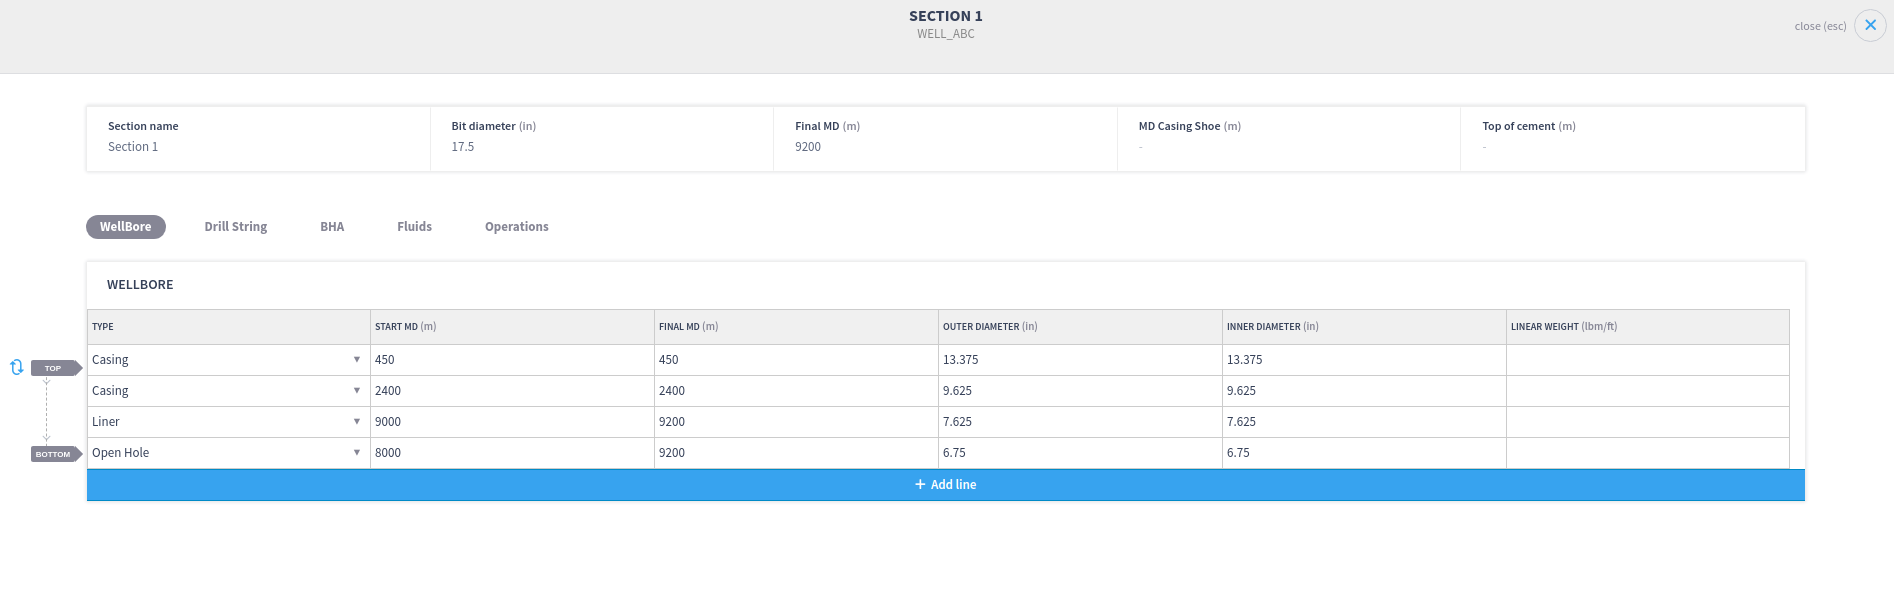 SECTION 1
WELL_ABC
close (esc)
Section name Bit diameter (in) Final MD (m) MD Casing Shoe (m) Top of cement (m)
Section 1 17.5 9200 - -
WellBore Drill String BHA Fluids Operations
WELLBORE
TYPE START MD (m) FINAL MD (m) OUTER DIAMETER (in) INNER DIAMETER (in) LINEAR WEIGHT (lbm/ft)
TOP Casing 450 450 13.375 13.375
Casing 2400 2400 9.625 9.625
Liner 9000 9200 7.625 7.625
BOTTOM Open Hole 8000 9200 6.75 6.75
+ Add line